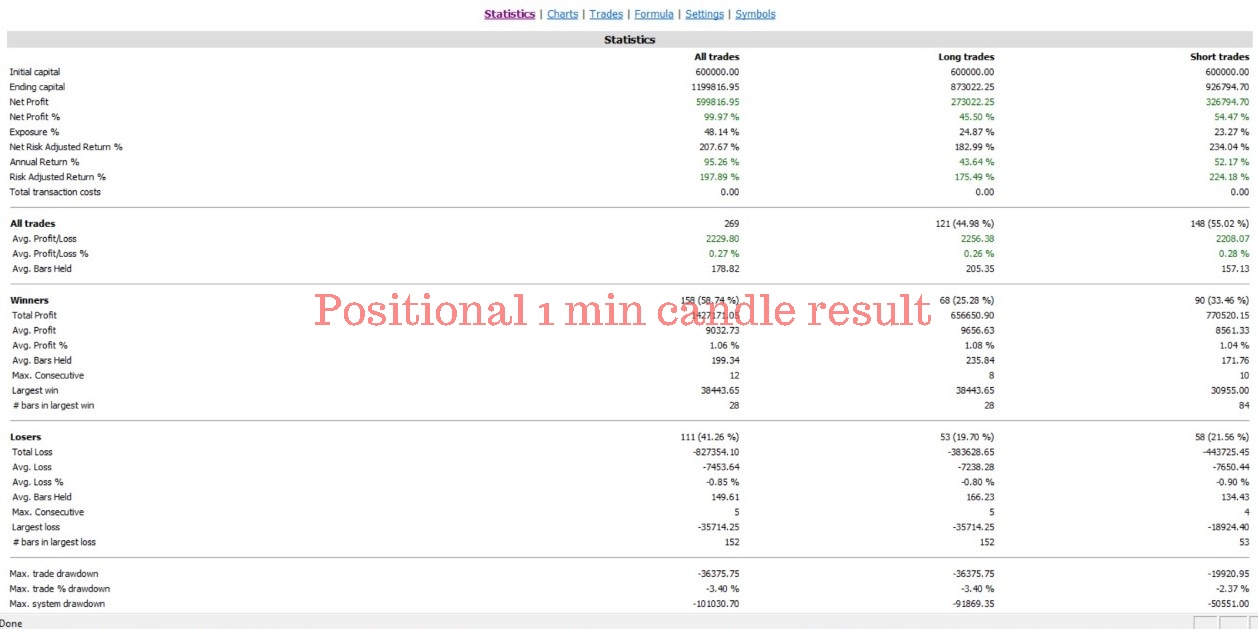 Statistics | Charts | Trades | Formula | Settings | Symbols
Statistics
All trades Long trades Short trades
Initial capital 600000.00 600000.00 600000.00
Ending capital 1199816.95 873022.25 926794.70
Net Profit 599816.95 273022.25 326794.70
Net Profit % 99.97 % 45.50 % 54.47 %
Exposure % 48.14 % 24.87 % 23.27 %
Net Risk Adjusted Return % 207.67 % 182.99 % 234.04 %
Annual Return % 95.26 % 43.64 % 52.17 %
Risk Adjusted Return % 197.89 % 175.49 % 224.18 %
Total transaction costs 0.00 0.00 0.00
All trades 269 121 (44.98 %) 148 (55.02 %)
Avg. Profit/Loss 2229.80 2256.38 2208.07
Avg. Profit/Loss % 0.27 % 0.26 % 0.28 %
Avg. Bars Held 178.82 205.35 157.13
Winners 158 (58.74 %) 68 (25.28 %) 90 (33.46 %)
Positional 1 min candle result
Total Profit 1427171.05 656650.90 770520.15
Avg. Profit 9032.73 9656.63 8561.33
Avg. Profit % 1.06 % 1.08 % 1.04 %
Avg. Bars Held 199.34 235.84 171.76
Max. Consecutive 12 8 10
Largest win 38443.65 38443.65 30955.00
# bars in largest win 28 28 84
Losers 111 (41.26 %) 53 (19.70 %) 58 (21.56 %)
Total Loss -827354.10 -383628.65 -443725.45
Avg. Loss -7453.64 -7238.28 -7650.44
Avg. Loss % -0.85 % -0.80 % -0.90 %
Avg. Bars Held 149.61 166.23 134.43
Max. Consecutive 5 5 4
Largest loss -35714.25 -35714.25 -18924.40
# bars in largest loss 152 152 53
Max. trade drawdown -36375.75 -36375.75 -19920.95
Max. trade % drawdown -3.40 % -3.40 % -2.37 %
Max. system drawdown -101030.70 -91869.35 -50551.00
Done